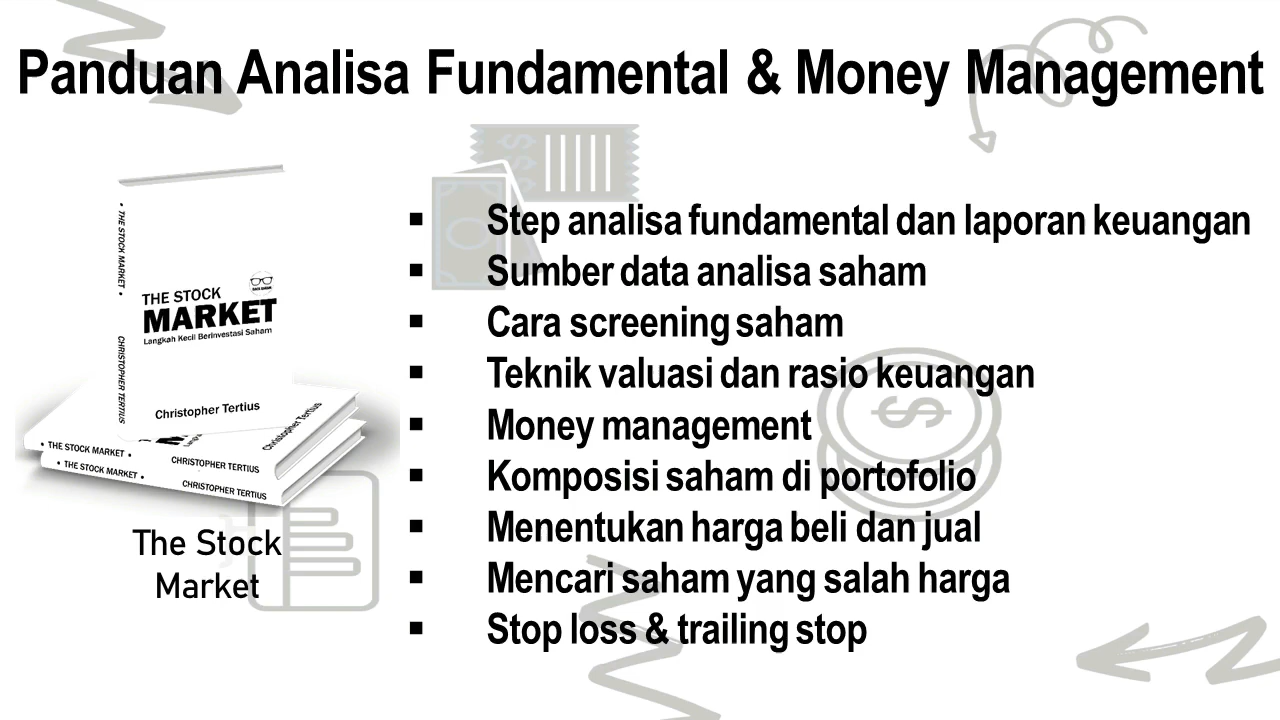 Panduan Analisa Fundamental & Money Management
• THE STOCK MARKET •
CHRISTOPHER TERTIUS
THE STOCK
MARKET
Langkah Kecil Berinvestasi Saham
Christopher Tertius
Christopher Tertius
• THE STOCK MARKET •
CHRISTOPHER TERTIUS
• THE STOCK MARKET •
CHRISTOPHER TERTIUS
The Stock
Market
▪ Step analisa fundamental dan laporan keuangan
▪ Sumber data analisa saham
▪ Cara screening saham
▪ Teknik valuasi dan rasio keuangan
▪ Money management
▪ Komposisi saham di portofolio
▪ Menentukan harga beli dan jual
▪ Mencari saham yang salah harga
▪ Stop loss & trailing stop